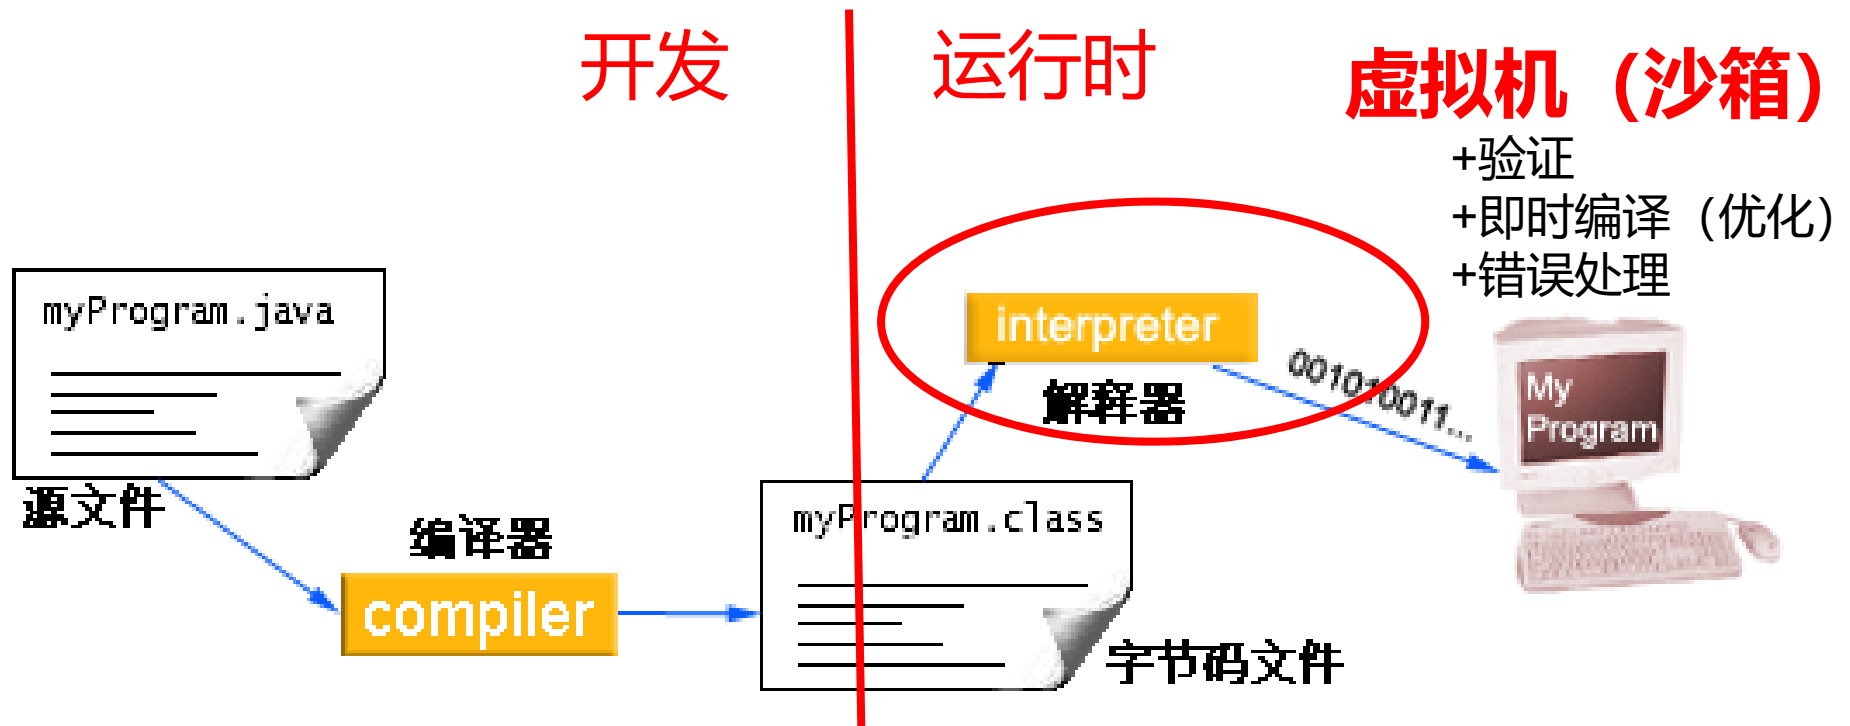 开发
运行时
虚拟机（沙箱）
+验证
+即时编译（优化）
+错误处理
myProgram.java
源文件
编译器
compiler
myProgram.class
字节码文件
interpreter
解释器
001010011...
My
Program